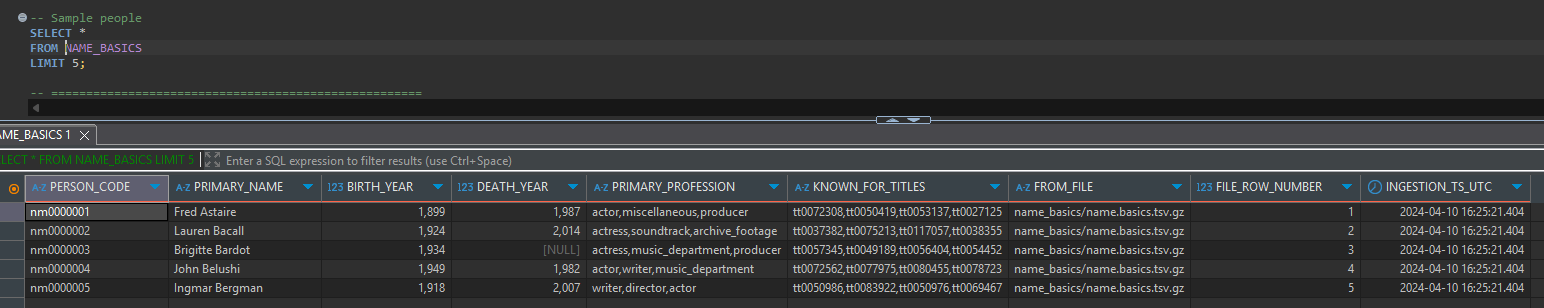 -- Sample people
SELECT *
FROM NAME_BASICS
LIMIT 5;
-- =====================================================
AME_BASICS 1
LECT * FROM NAME_BASICS LIMIT 5 Enter a SQL expression to filter results (use Ctrl+Space)
A-Z PERSON_CODE A-Z PRIMARY_NAME 123 BIRTH_YEAR 123 DEATH_YEAR A-Z PRIMARY_PROFESSION A-Z KNOWN_FOR_TITLES A-Z FROM_FILE 123 FILE_ROW_NUMBER INGESTION_TS_UTC
nm0000001 Fred Astaire 1,899 1,987 actor,miscellaneous,producer tt0072308,tt0050419,tt0053137,tt0027125 name_basics/name.basics.tsv.gz 1 2024-04-10 16:25:21.404
nm0000002 Lauren Bacall 1,924 2,014 actress,soundtrack,archive_footage tt0037382,tt0075213,tt0117057,tt0038355 name_basics/name.basics.tsv.gz 2 2024-04-10 16:25:21.404
nm0000003 Brigitte Bardot 1,934 [NULL] actress,music_department,producer tt0057345,tt0049189,tt0056404,tt0054452 name_basics/name.basics.tsv.gz 3 2024-04-10 16:25:21.404
nm0000004 John Belushi 1,949 1,982 actor,writer,music_department tt0072562,tt0077975,tt0080455,tt0078723 name_basics/name.basics.tsv.gz 4 2024-04-10 16:25:21.404
nm0000005 Ingmar Bergman 1,918 2,007 writer,director,actor tt0050986,tt0083922,tt0050976,tt0069467 name_basics/name.basics.tsv.gz 5 2024-04-10 16:25:21.404